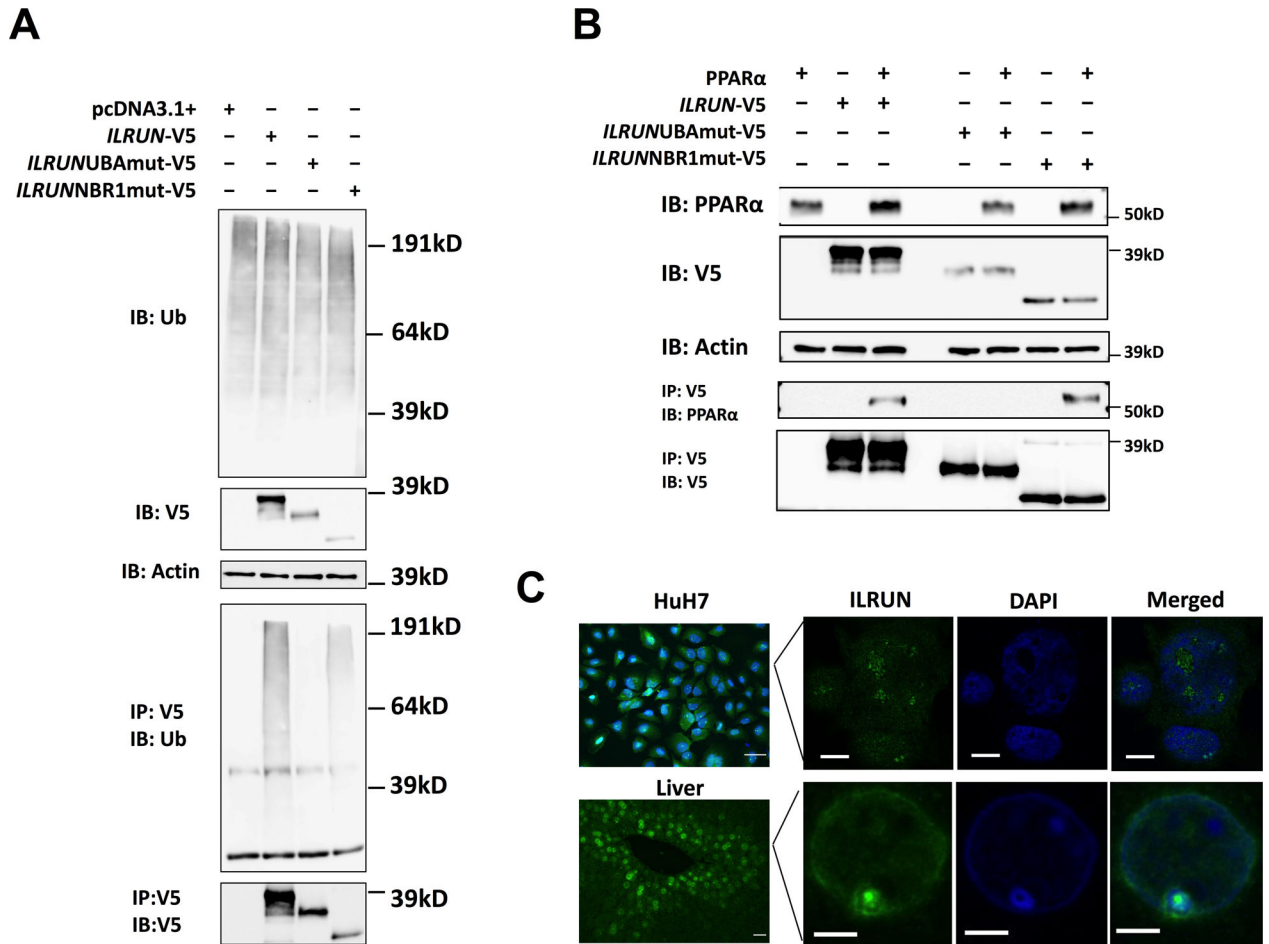 A
pcDNA3.1+ + – – –
ILRUN-V5 – + – –
ILRUNUBAmut-V5 – – + –
ILRUNNBR1mut-V5 – – – +
IB: Ub
191kD
64kD
39kD
IB: V5
39kD
IB: Actin
39kD
IP: V5
IB: Ub
191kD
64kD
39kD
IP:V5
IB:V5
39kD
B
PPARα + – + – + – +
ILRUN-V5 – + + – – – –
ILRUNUBAmut-V5 – – – + + – –
ILRUNNBR1mut-V5 – – – – – + +
IB: PPARα
50kD
IB: V5
39kD
IB: Actin
39kD
IP: V5
IB: PPARα
50kD
IP: V5
IB: V5
39kD
C
HuH7 ILRUN DAPI Merged
Liver